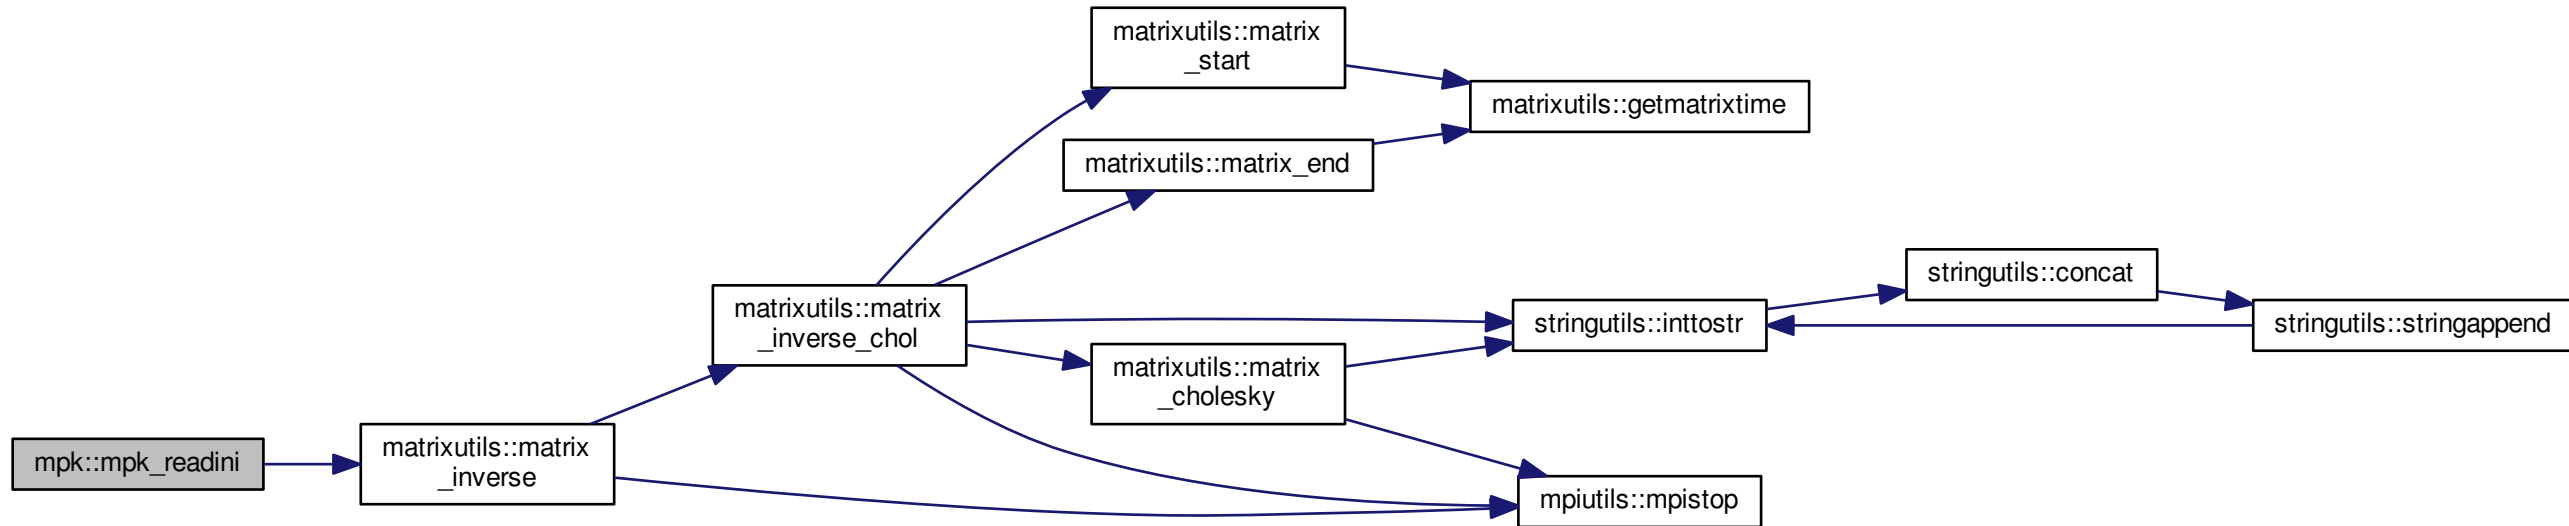 matrixutils::matrix
_start
matrixutils::getmatrixtime
matrixutils::matrix_end
stringutils::concat
matrixutils::matrix
_inverse_chol
stringutils::inttostr
stringutils::stringappend
matrixutils::matrix
_cholesky
mpk::mpk_readini
matrixutils::matrix
_inverse
mpiutils::mpistop